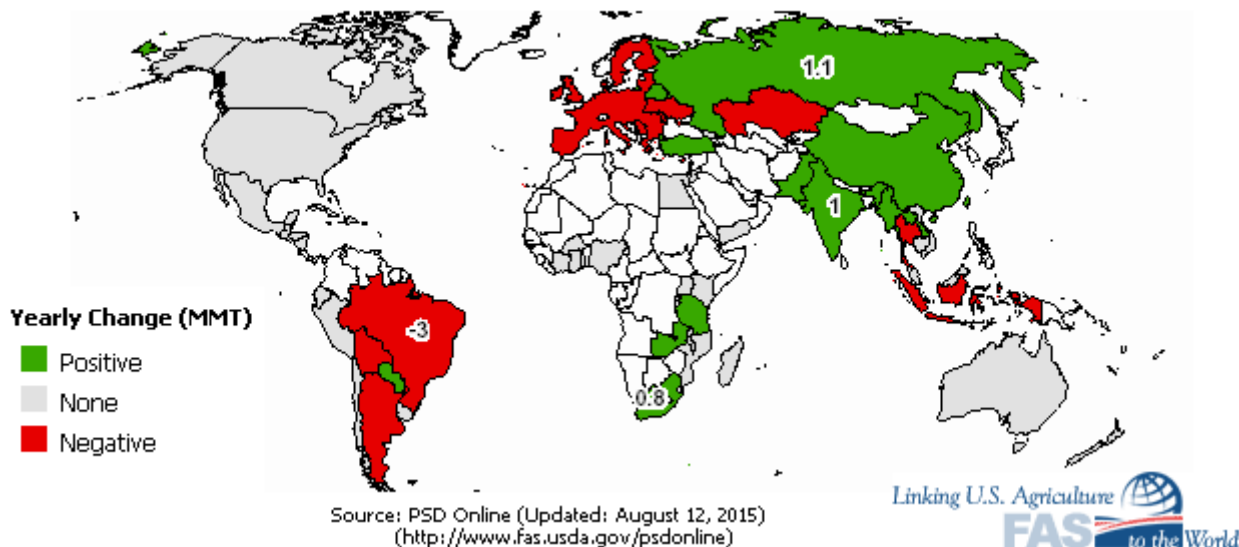 1.1
1
-3
0.8
Yearly Change (MMT)
Positive
None
Negative
Source: PSD Online (Updated: August 12, 2015)
(http://www.fas.usda.gov/psdonline)
Linking U.S. Agriculture
FAS to the World